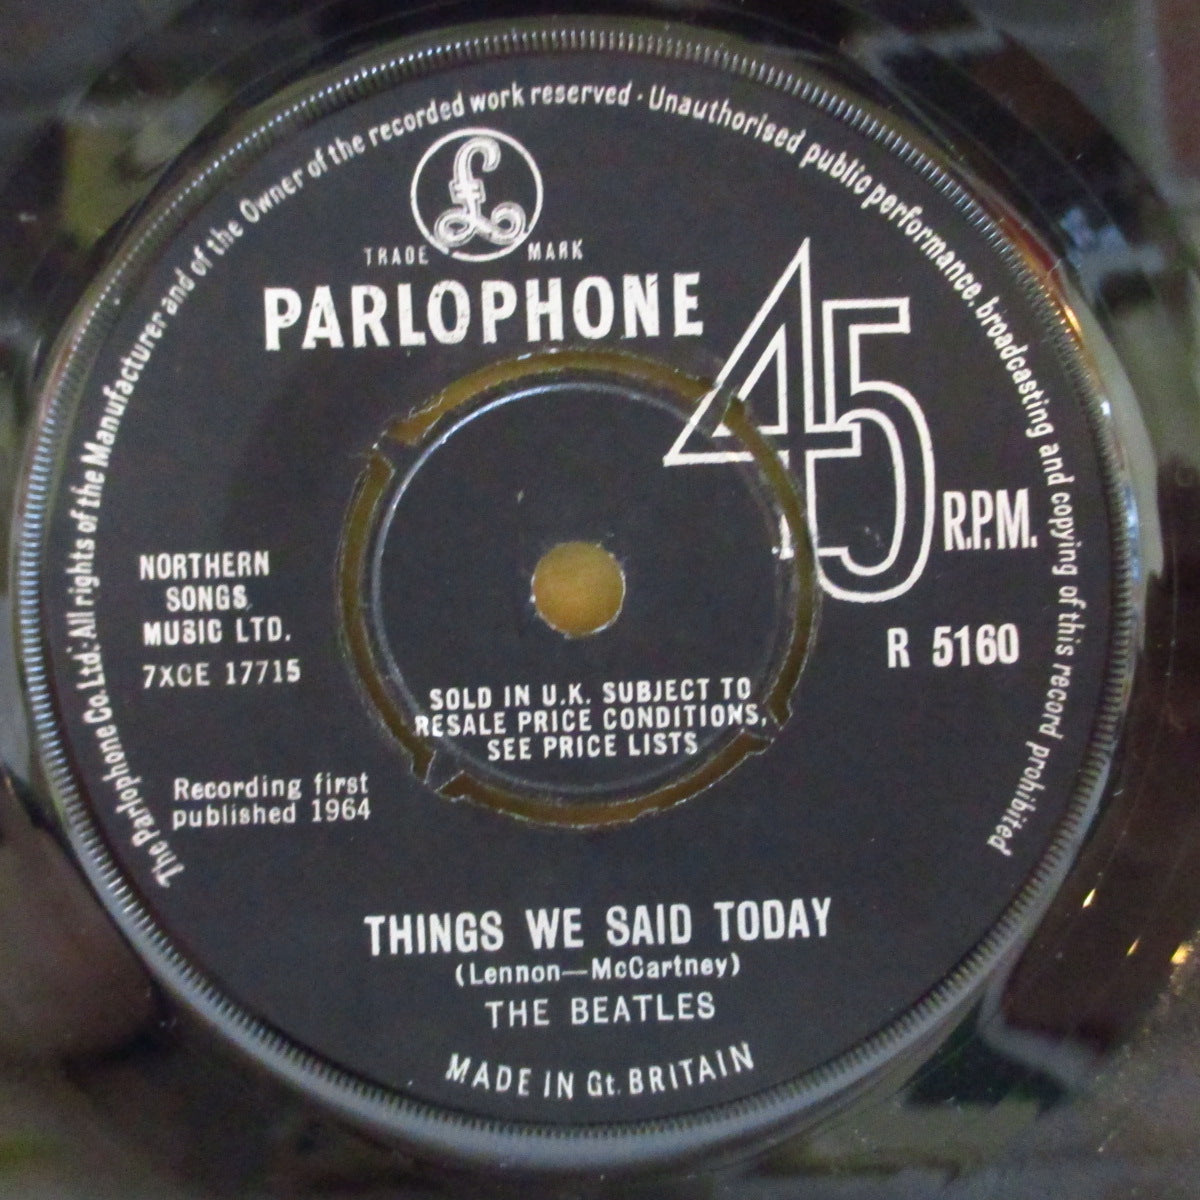 The Parlophone Co. Ltd. All rights of the Manufacturer and of the Owner of the recorded work reserved · Unauthorised public performance, broadcasting and copying of this record prohibited
£
TRADE MARK
PARLOPHONE
45
R.P.M.
NORTHERN
SONGS
MUSIC LTD.
7XCE 17715
R 5160
SOLD IN U.K. SUBJECT TO
RESALE PRICE CONDITIONS,
SEE PRICE LISTS
Recording first
published 1964
THINGS WE SAID TODAY
(Lennon—McCartney)
THE BEATLES
MADE IN Gt. BRITAIN